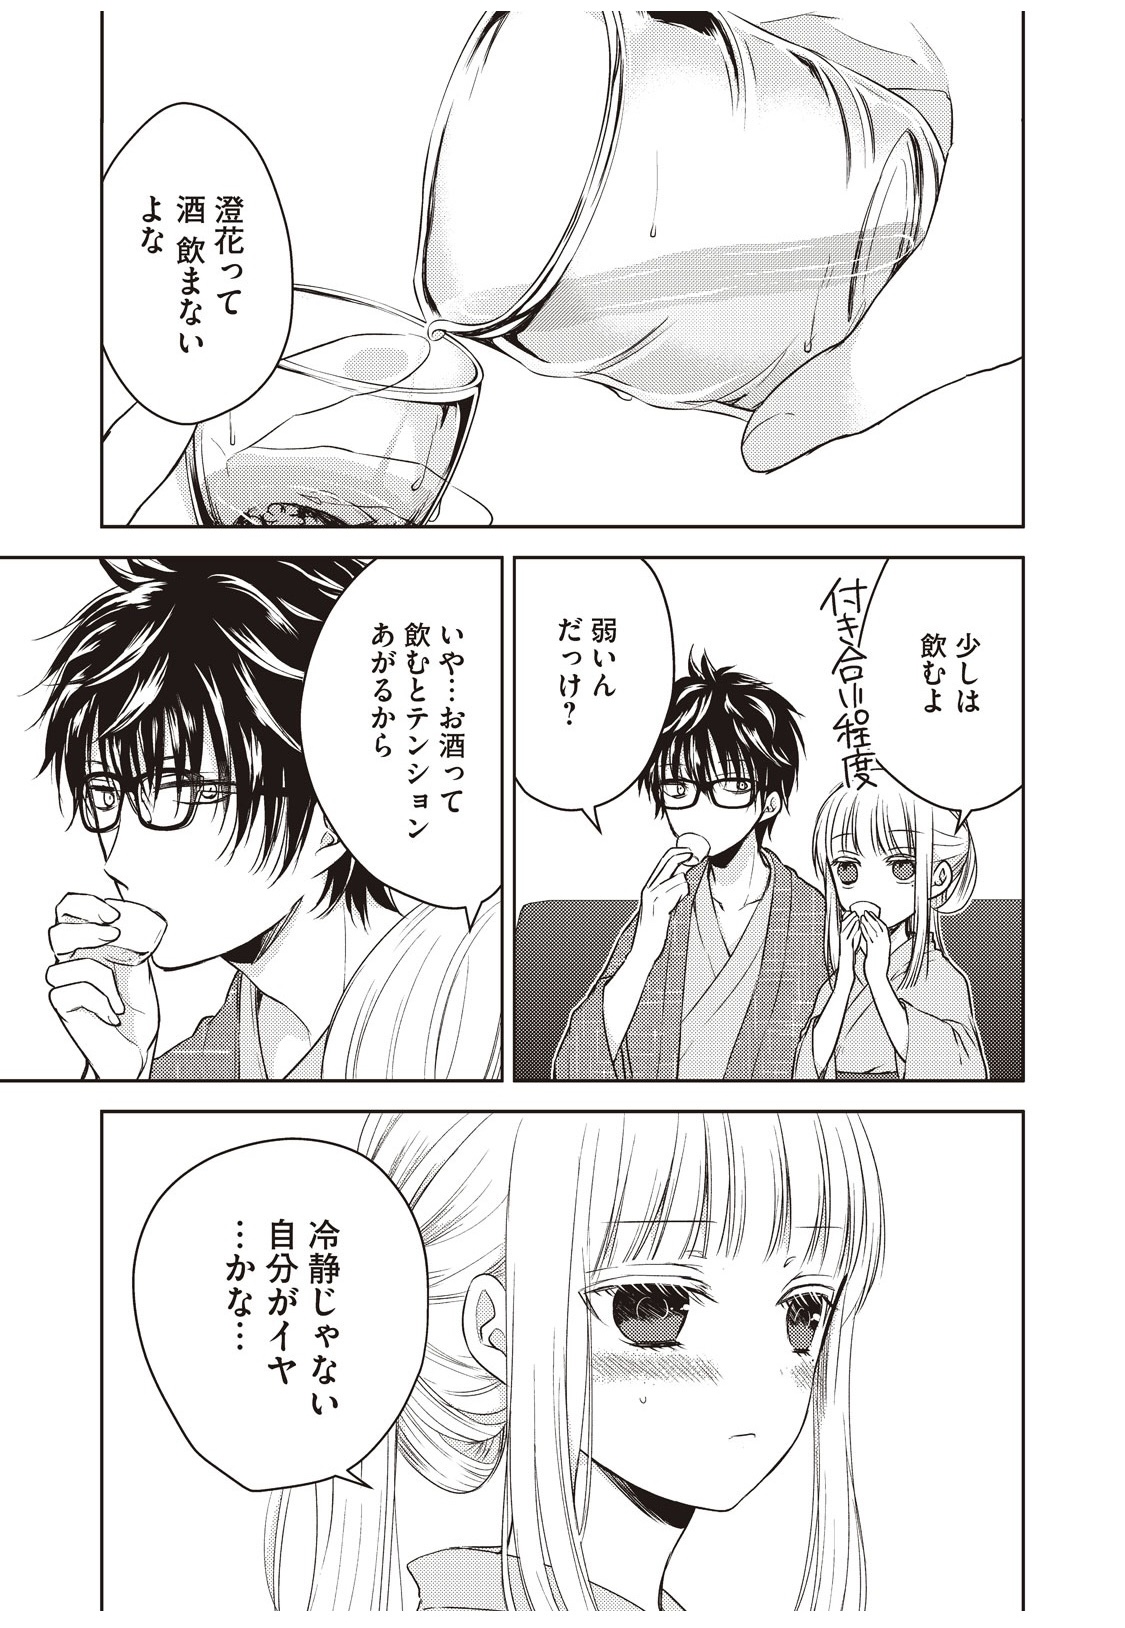 澄花って
酒 飲まない
よな
少しは
飲むよ
付き合い程度
弱いん
だっけ？
いや…お酒って
飲むとテンション
あがるから
冷静じゃない
自分がイヤ
…かな…